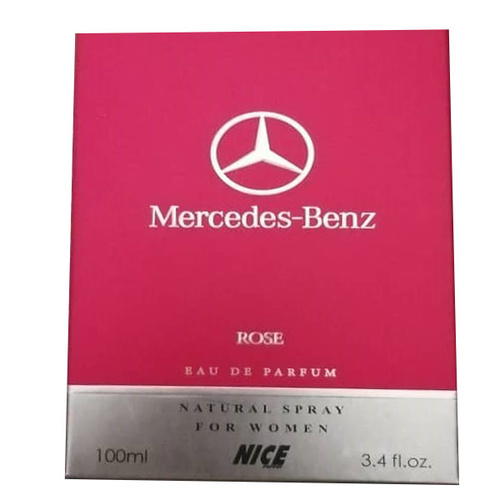 Mercedes-Benz
ROSE
EAU DE PARFUM
NATURAL SPRAY
FOR WOMEN
100ml NICE 3.4 fl.oz.